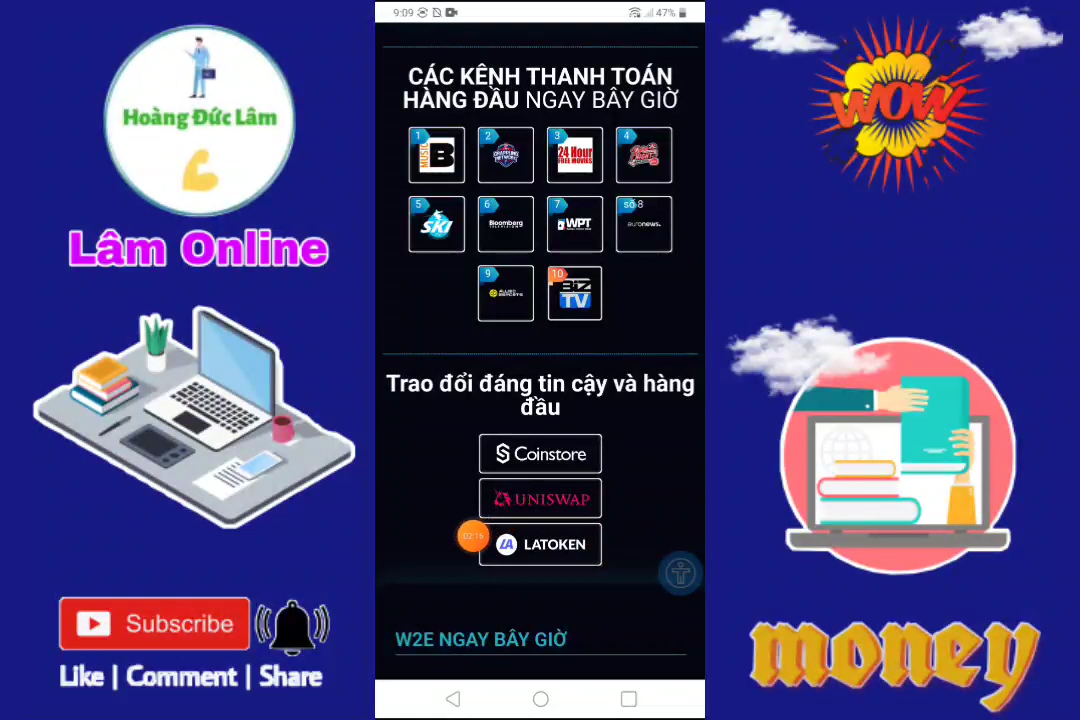 Hoàng Đức Lâm
Lâm Online
Subscribe
Like | Comment | Share
9:09
47%
CÁC KÊNH THANH TOÁN
HÀNG ĐẦU NGAY BÂY GIỜ
1
MUSIC B
2
3
24 Hour
FREE MOVIES
4
5
SKI
6
Bloomberg
TELEVISION
7
WPT
số 8
euronews.
9
10
BIZ
TV
Trao đổi đáng tin cậy và hàng
đầu
Coinstore
UNISWAP
02:16
LA LATOKEN
W2E NGAY BÂY GIỜ
WOW
money